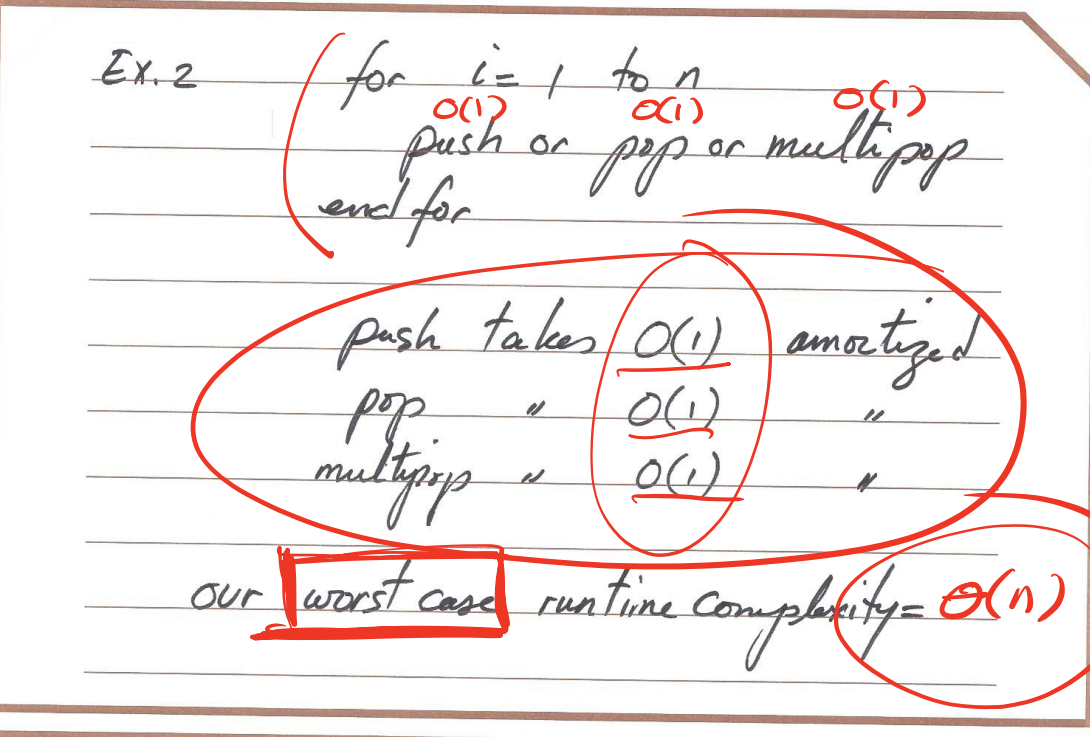 Ex. 2 for i = 1 to n
O(1) O(1) O(1)
push or pop or multipop
end for
push takes O(1) amortized
pop " O(1) "
multipop " O(1) "
our worst case runtime complexity = Θ(n)